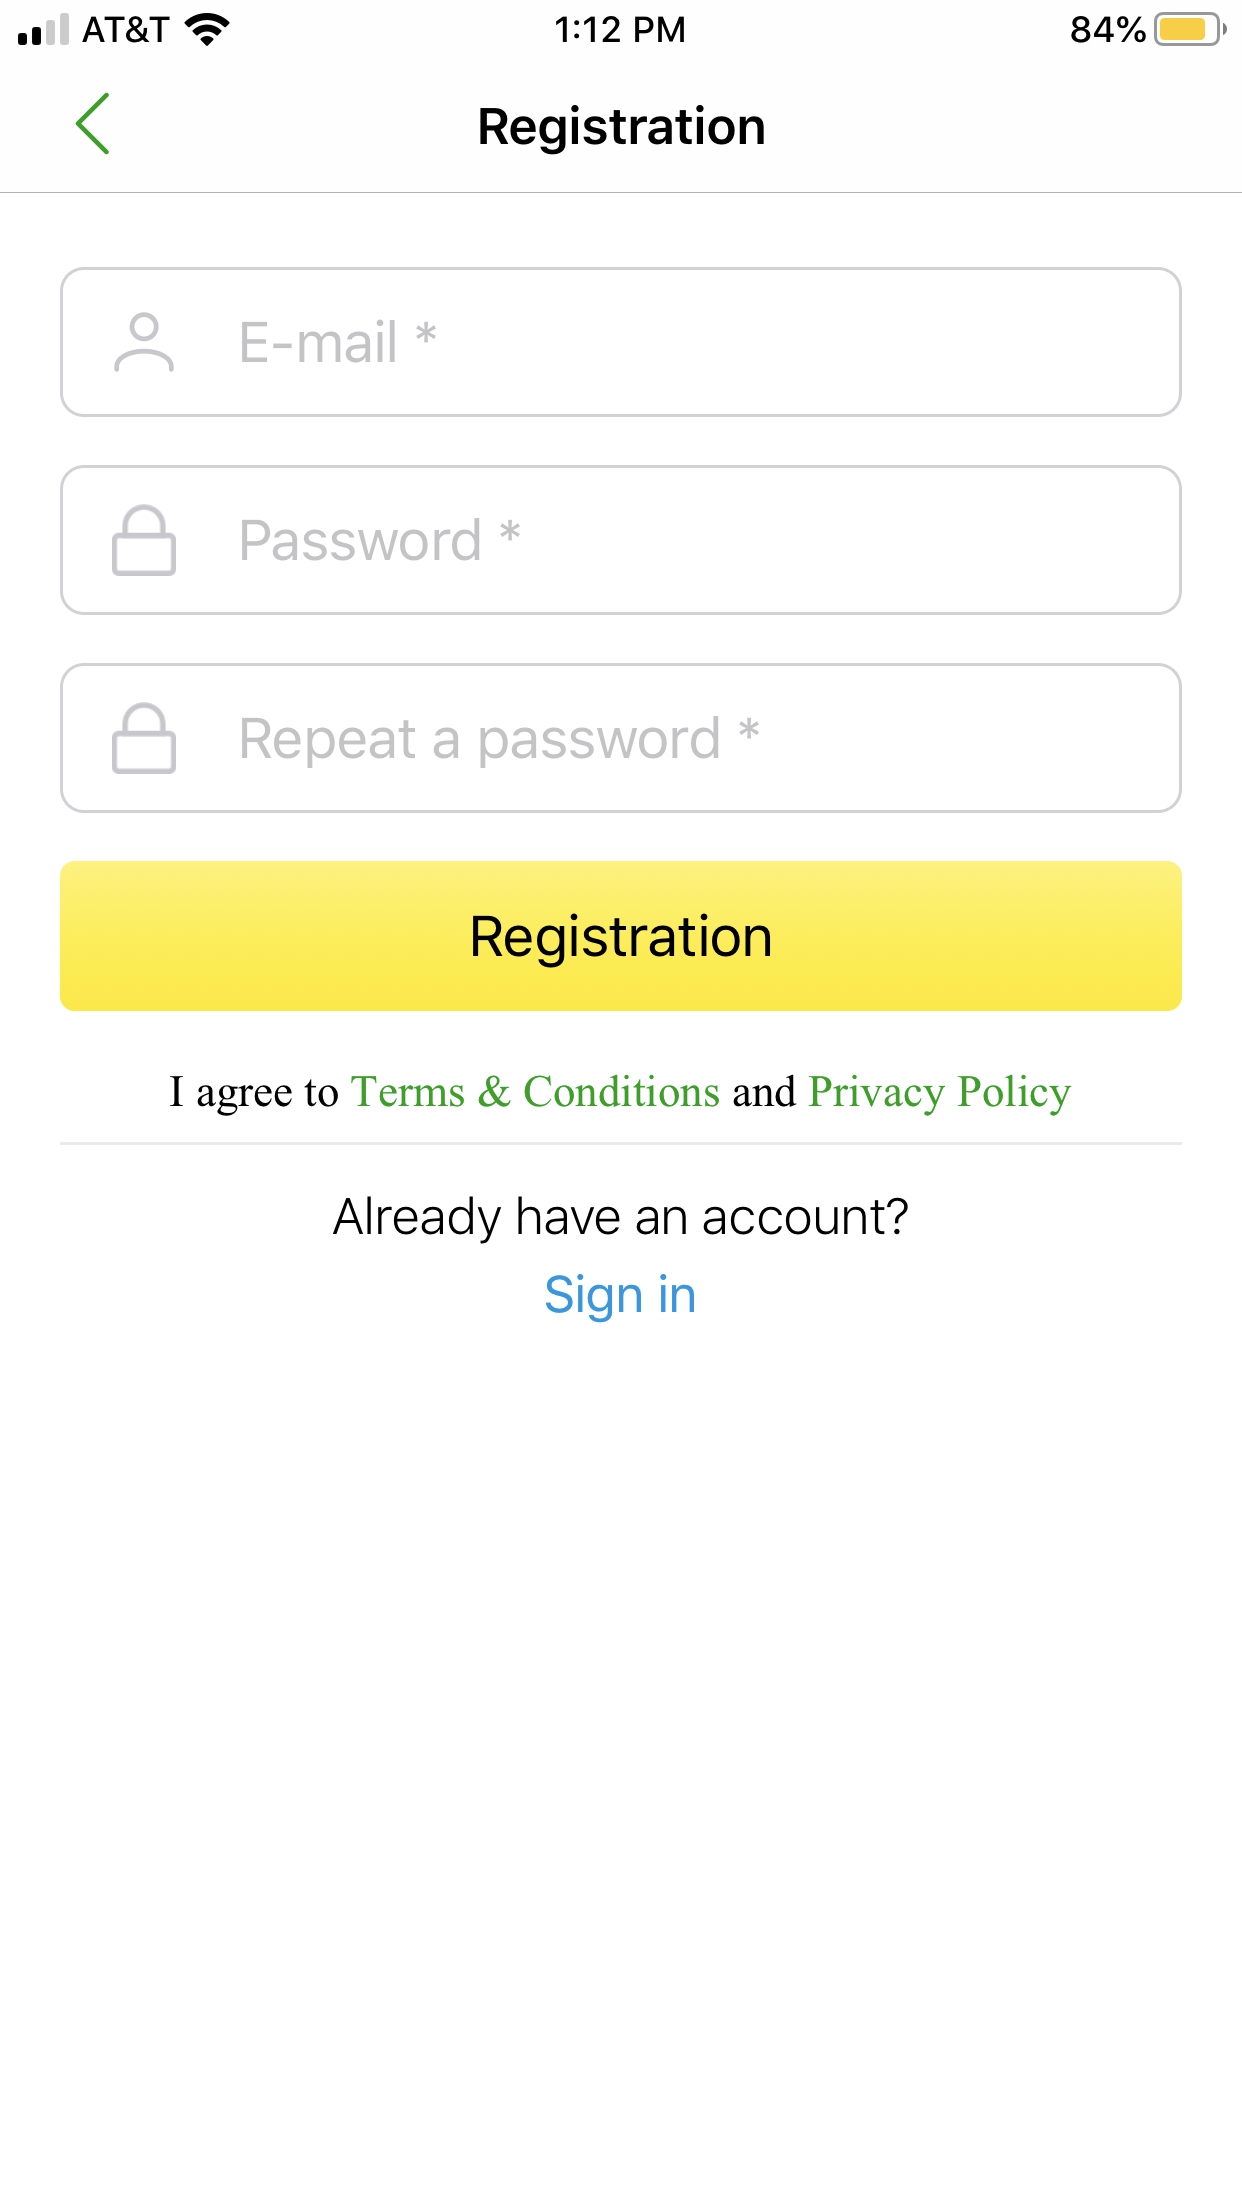 AT&T 1:12 PM 84%
Registration
E-mail *
Password *
Repeat a password *
Registration
I agree to Terms & Conditions and Privacy Policy
Already have an account?
Sign in